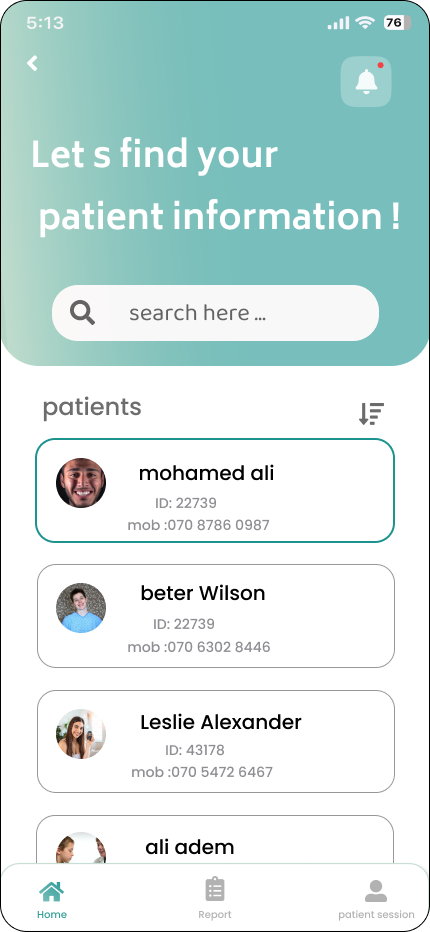 5:13
76
Let s find your
patient information !
search here ...
patients
mohamed ali
ID: 22739
mob :070 8786 0987
beter Wilson
ID: 22739
mob :070 6302 8446
Leslie Alexander
ID: 43178
mob :070 5472 6467
ali adem
Home
Report
patient session